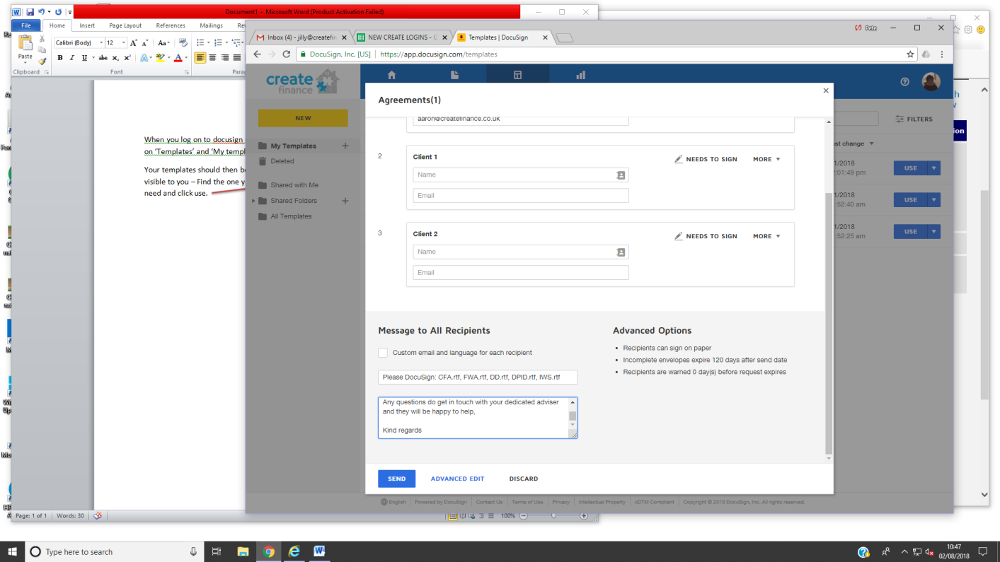 Document1 - Microsoft Word (Product Activation Failed)
File Home Insert Page Layout References Mailings
Paste
Calibri (Body) 12 A A Aa
B I U abc x, x² A A
Clipboard Font
When you log on to docusign
on 'Templates' and 'My templ
Your templates should then b
visible to you – Find the one y
need and click use.
Page: 1 of 1 Words: 30
100%
Inbox (4) - jilly@createfin
NEW CREATE LOGINS - G
Templates | DocuSign
Pete
DocuSign, Inc. [US] https://app.docusign.com/templates
create
finance
NEW
My Templates
Deleted
Shared with Me
Shared Folders
All Templates
FILTERS
ast change
1/2018
:01:49 pm
USE
1/2018
:52:40 am
USE
1/2018
:52:25 am
USE
Agreements(1)
aaron@createfinance.co.uk
2
Client 1
NEEDS TO SIGN
MORE
Name
Email
3
Client 2
NEEDS TO SIGN
MORE
Name
Email
Message to All Recipients
Custom email and language for each recipient
Please DocuSign: CFA.rtf, FWA.rtf, DD.rtf, DPID.rtf, IWS.rtf
Any questions do get in touch with your dedicated adviser
and they will be happy to help,
Kind regards
Advanced Options
Recipients can sign on paper
Incomplete envelopes expire 120 days after send date
Recipients are warned 0 day(s) before request expires
SEND ADVANCED EDIT DISCARD
English Powered by DocuSign Contact Us Terms of Use Privacy Intellectual Property xDTM Compliant Copyright © 2018 DocuSign, Inc. All rights reserved.
Type here to search
10:47
02/08/2018